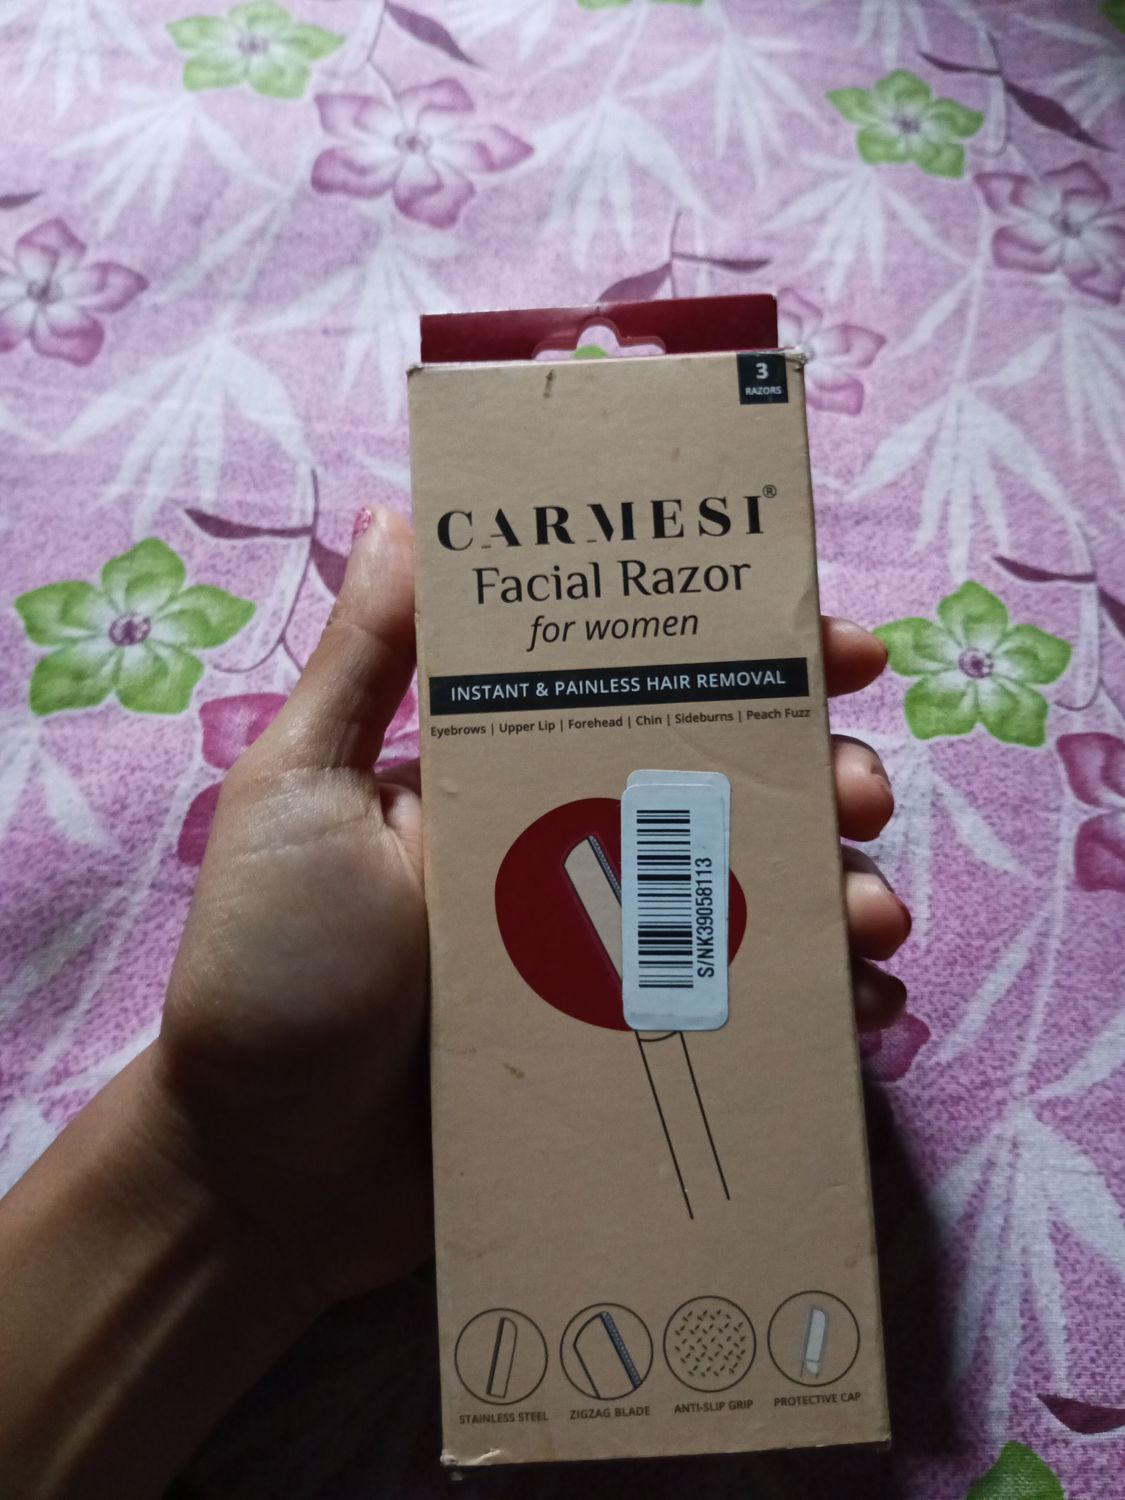 3
RAZORS
CARMESI®
Facial Razor
for women
INSTANT & PAINLESS HAIR REMOVAL
Eyebrows | Upper Lip | Forehead | Chin | Sideburns | Peach Fuzz
S/NK39058113
STAINLESS STEEL
ZIGZAG BLADE
ANTI-SLIP GRIP
PROTECTIVE CAP